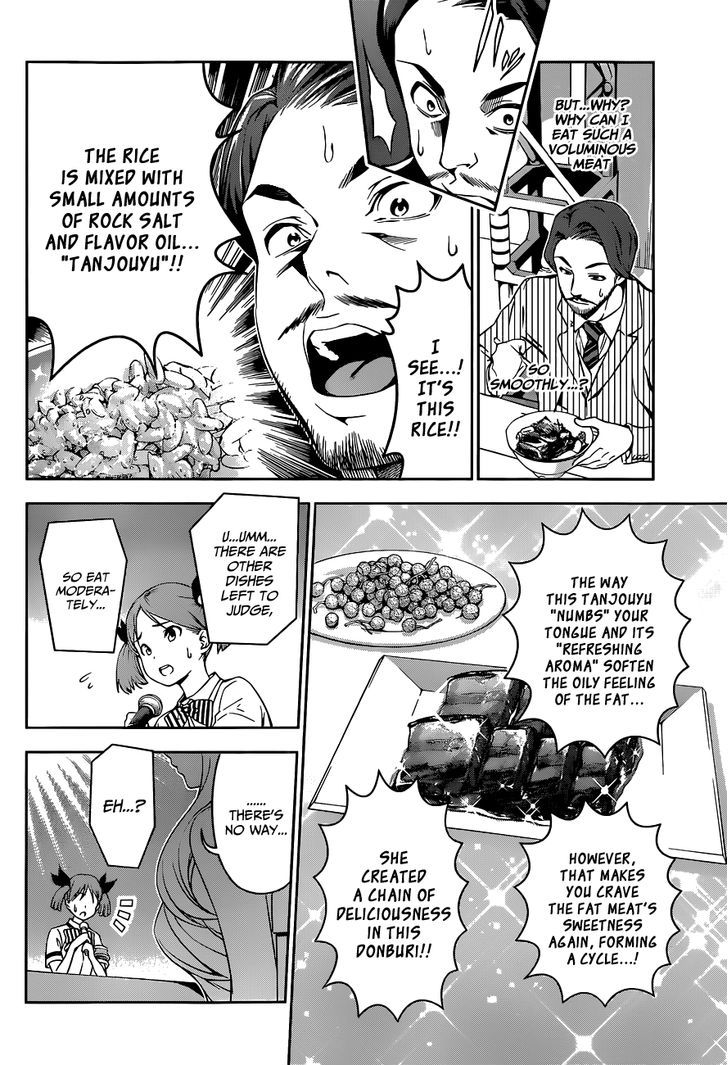 BUT...WHY?
WHY CAN I
EAT SUCH A
VOLUMINOUS
MEAT
SO
SMOOTHLY...?
I
SEE...!
IT'S
THIS
RICE!!
THE RICE
IS MIXED WITH
SMALL AMOUNTS
OF ROCK SALT
AND FLAVOR OIL...
"TANJOUYU"!!
THE WAY
THIS TANJOUYU
"NUMBS" YOUR
TONGUE AND ITS
"REFRESHING
AROMA" SOFTEN
THE OILY FEELING
OF THE FAT...
HOWEVER,
THAT MAKES
YOU CRAVE
THE FAT MEAT'S
SWEETNESS
AGAIN, FORMING
A CYCLE...!
SHE
CREATED
A CHAIN OF
DELICIOUSNESS
IN THIS
DONBURI!!
U...UMM...
THERE ARE
OTHER
DISHES
LEFT TO
JUDGE,
SO EAT
MODERA-
TELY...
......
THERE'S
NO WAY...
EH...?